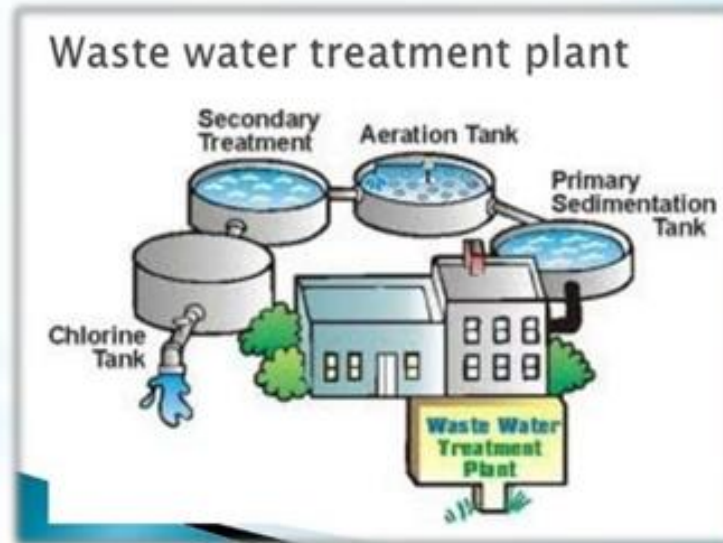 Waste water treatment plant
Secondary
Treatment
Aeration Tank
Primary
Sedimentation
Tank
Chlorine
Tank
Waste Water
Treatment
Plant